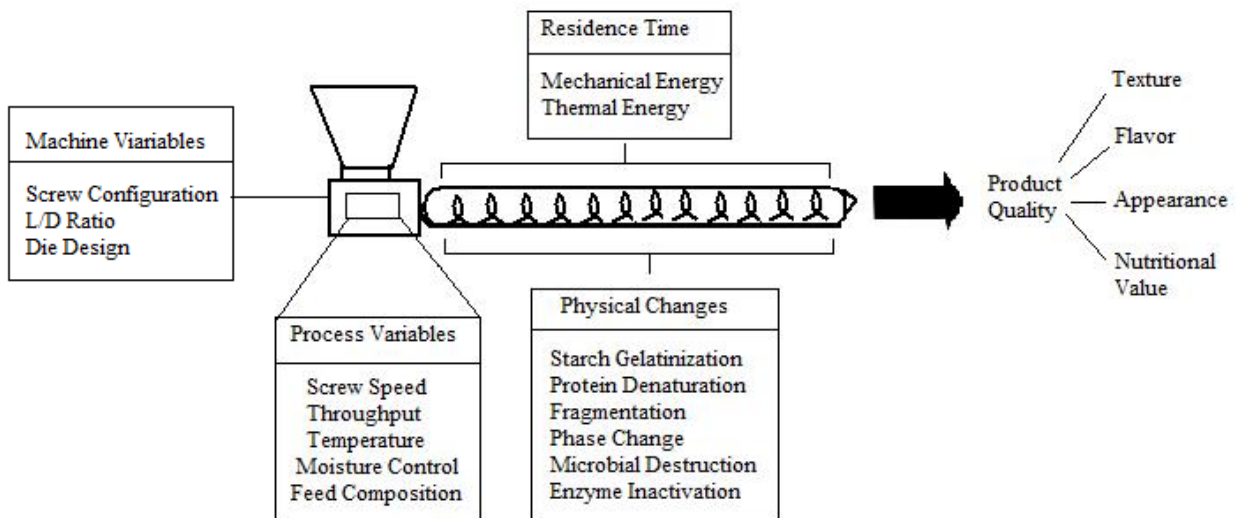 Machine Viariables
Screw Configuration
L/D Ratio
Die Design
Process Variables
Screw Speed
Throughput
Temperature
Moisture Control
Feed Composition
Residence Time
Mechanical Energy
Thermal Energy
Physical Changes
Starch Gelatinization
Protein Denaturation
Fragmentation
Phase Change
Microbial Destruction
Enzyme Inactivation
Product
Quality
Texture
Flavor
Appearance
Nutritional
Value